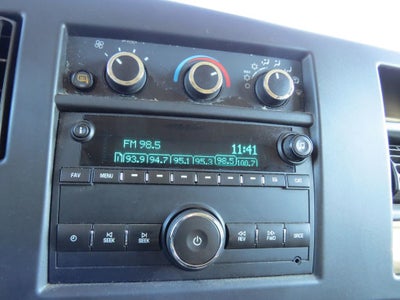 FM 98.5 11:41
93.9 94.7 95.1 95.3 98.5 100.7
FAV MENU CAT
SEEK SEEK REV FWD SRCE